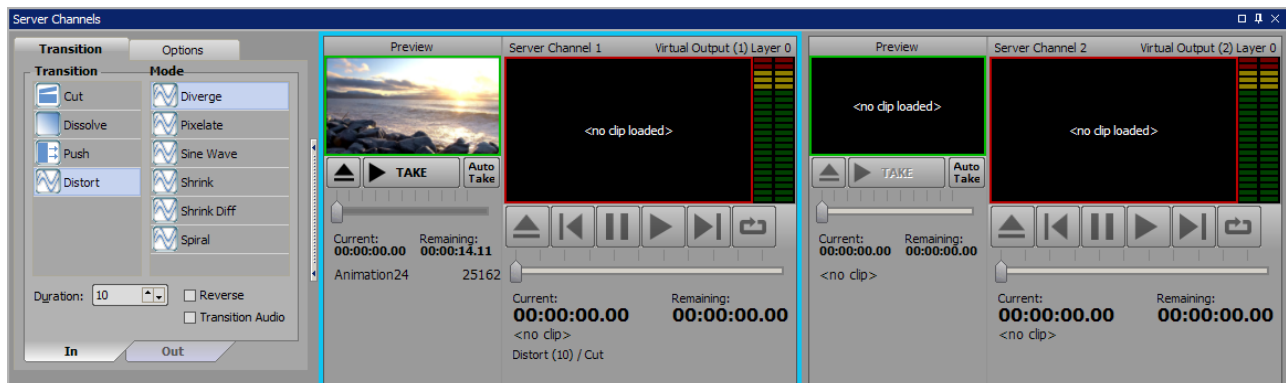 Server Channels
Transition
Options
Transition
Mode
Cut
Dissolve
Push
Distort
Diverge
Pixelate
Sine Wave
Shrink
Shrink Diff
Spiral
Duration: 10
Reverse
Transition Audio
In
Out
Preview
TAKE
Auto
Take
Current:
Remaining:
00:00:00.00
00:00:14.11
Animation24
25162
Server Channel 1
Virtual Output (1) Layer 0
<no clip loaded>
Current:
Remaining:
00:00:00.00
00:00:00.00
<no clip>
Distort (10) / Cut
Preview
<no clip loaded>
TAKE
Auto
Take
Current:
Remaining:
00:00:00.00
00:00:00.00
<no clip>
Server Channel 2
Virtual Output (2) Layer 0
<no clip loaded>
Current:
Remaining:
00:00:00.00
00:00:00.00
<no clip>